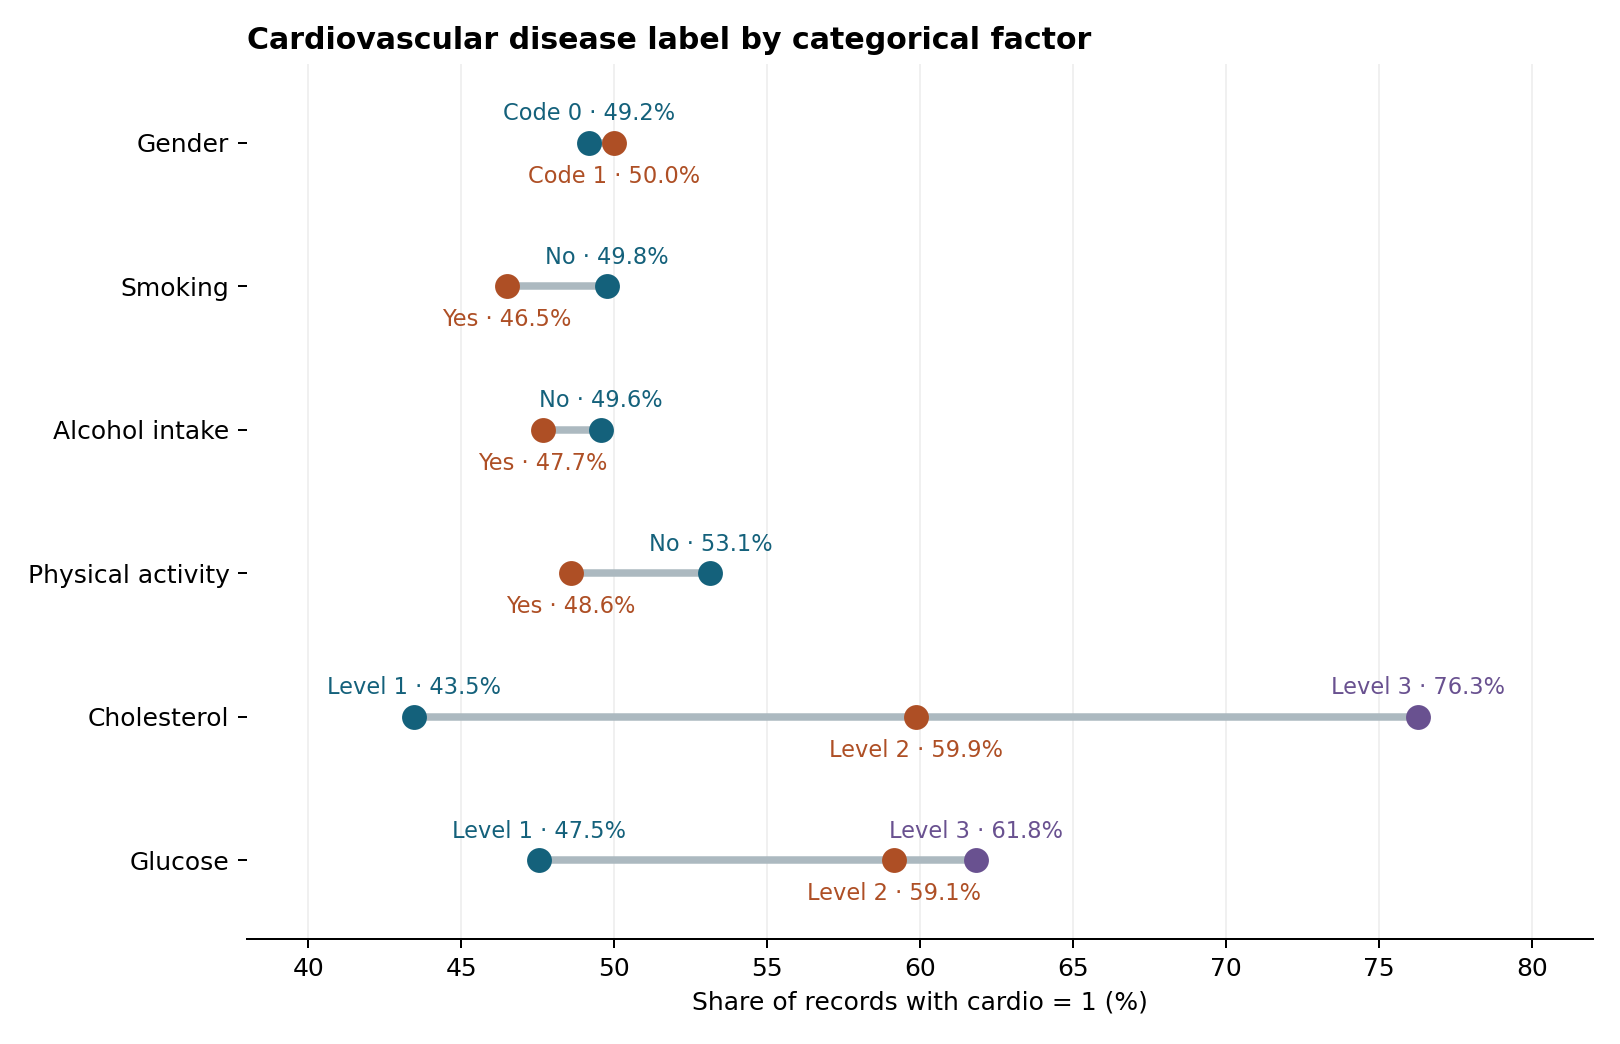 Cardiovascular disease label by categorical factor
Code 0 · 49.2%
Gender
Code 1 · 50.0%
No · 49.8%
Smoking
Yes · 46.5%
No · 49.6%
Alcohol intake
Yes · 47.7%
No · 53.1%
Physical activity
Yes · 48.6%
Level 1 · 43.5%
Level 3 · 76.3%
Cholesterol
Level 2 · 59.9%
Level 1 · 47.5%
Level 3 · 61.8%
Glucose
Level 2 · 59.1%
40 45 50 55 60 65 70 75 80
Share of records with cardio = 1 (%)